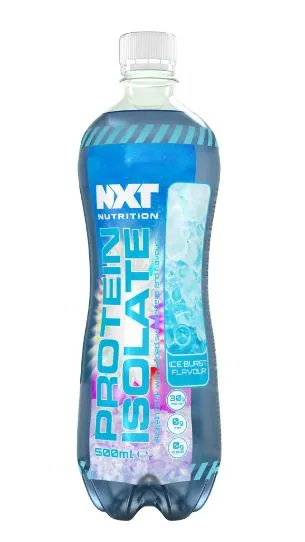 NXT
NUTRITION
PROTEIN
ISOLATE
ICE BURST
FLAVOUR
30g
0g
0g
500ml ℮